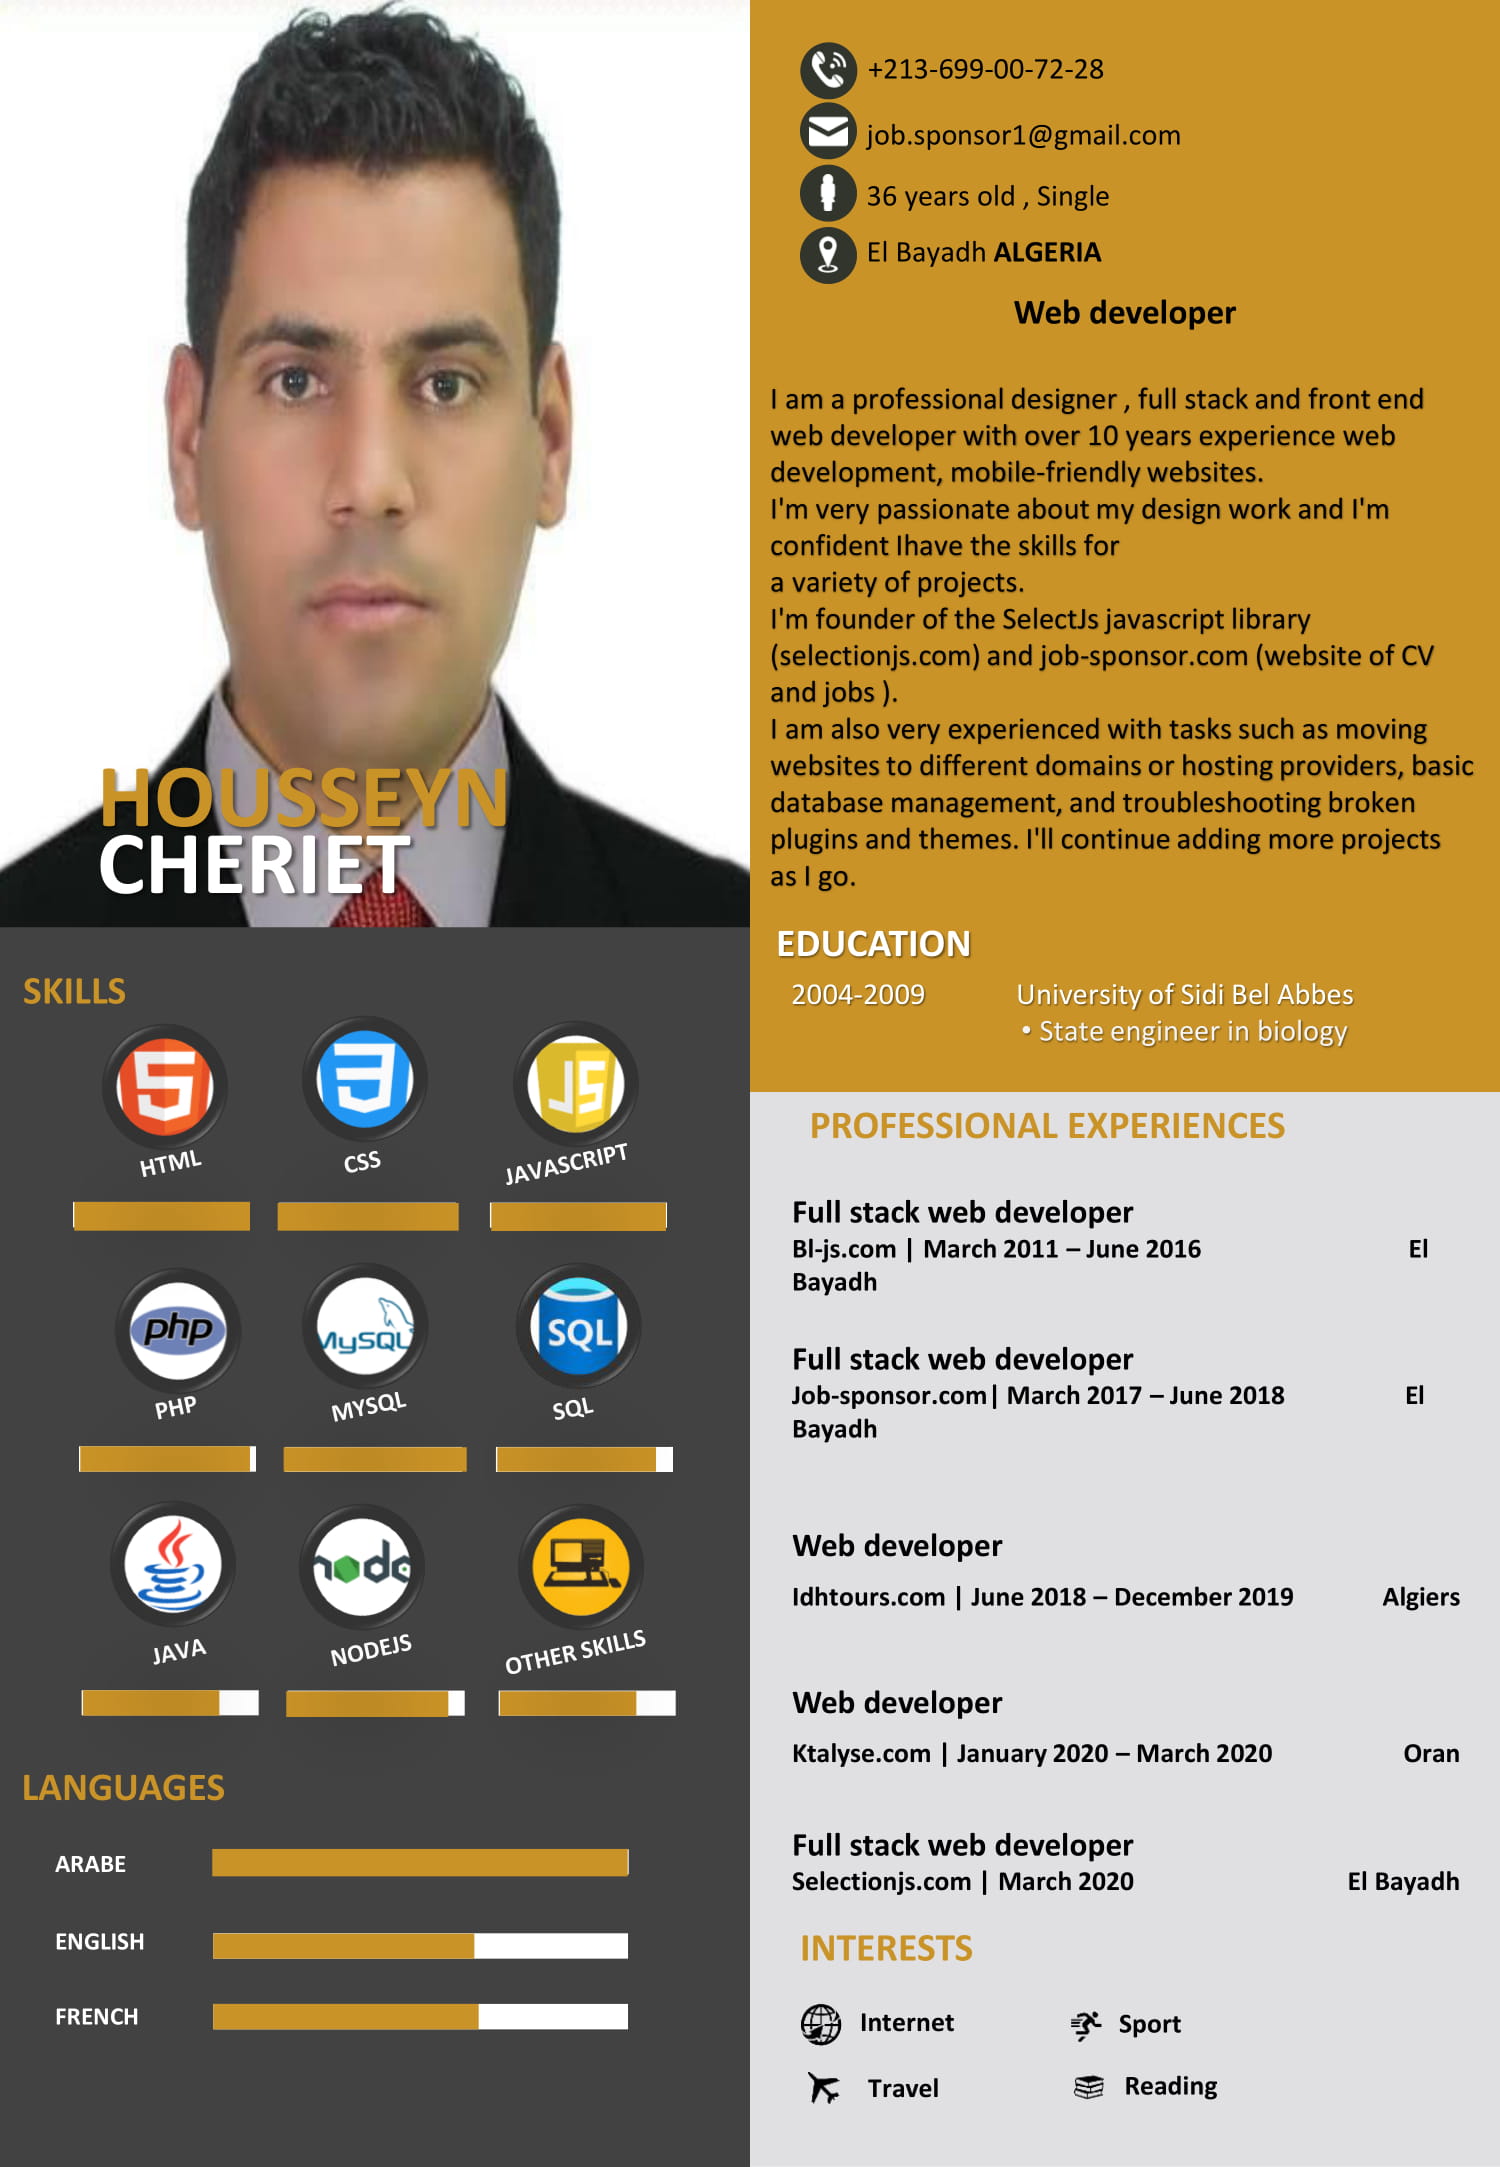 HOUSSEYN
CHERIET
SKILLS
HTML
CSS
JS
JAVASCRIPT
php
MySQL
SQL
PHP
MYSQL
SQL
node
JAVA
NODEJS
OTHER SKILLS
LANGUAGES
ARABE
ENGLISH
FRENCH
+213-699-00-72-28
job.sponsor1@gmail.com
36 years old , Single
El Bayadh ALGERIA
Web developer
I am a professional designer , full stack and front end
web developer with over 10 years experience web
development, mobile-friendly websites.
I'm very passionate about my design work and I'm
confident Ihave the skills for
a variety of projects.
I'm founder of the SelectJs javascript library
(selectionjs.com) and job-sponsor.com (website of CV
and jobs ).
I am also very experienced with tasks such as moving
websites to different domains or hosting providers, basic
database management, and troubleshooting broken
plugins and themes. I'll continue adding more projects
as I go.
EDUCATION
2004-2009 University of Sidi Bel Abbes
• State engineer in biology
PROFESSIONAL EXPERIENCES
Full stack web developer
Bl-js.com | March 2011 – June 2016 El
Bayadh
Full stack web developer
Job-sponsor.com| March 2017 – June 2018 El
Bayadh
Web developer
Idhtours.com | June 2018 – December 2019 Algiers
Web developer
Ktalyse.com | January 2020 – March 2020 Oran
Full stack web developer
Selectionjs.com | March 2020 El Bayadh
INTERESTS
Internet
Sport
Travel
Reading